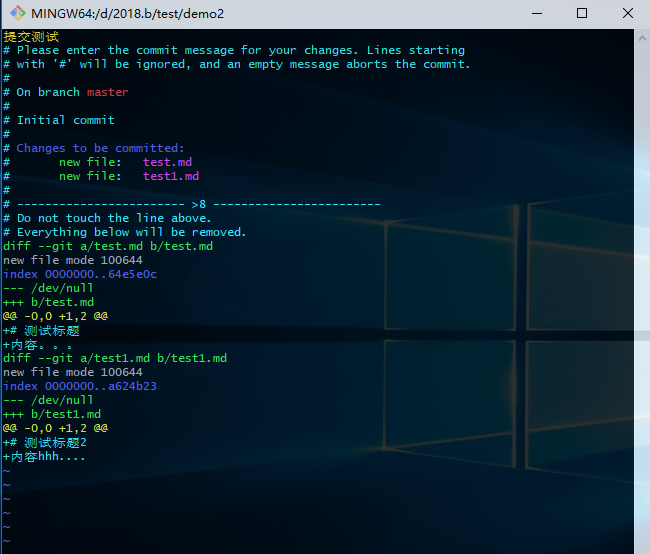 MINGW64:/d/2018.b/test/demo2
提交测试
# Please enter the commit message for your changes. Lines starting
# with '#' will be ignored, and an empty message aborts the commit.
#
# On branch master
#
# Initial commit
#
# Changes to be committed:
#       new file:   test.md
#       new file:   test1.md
#
# ------------------------ >8 ------------------------
# Do not touch the line above.
# Everything below will be removed.
diff --git a/test.md b/test.md
new file mode 100644
index 0000000..64e5e0c
--- /dev/null
+++ b/test.md
@@ -0,0 +1,2 @@
+# 测试标题
+内容。。。
diff --git a/test1.md b/test1.md
new file mode 100644
index 0000000..a624b23
--- /dev/null
+++ b/test1.md
@@ -0,0 +1,2 @@
+# 测试标题2
+内容hhh....
~
~
~
~
~
~